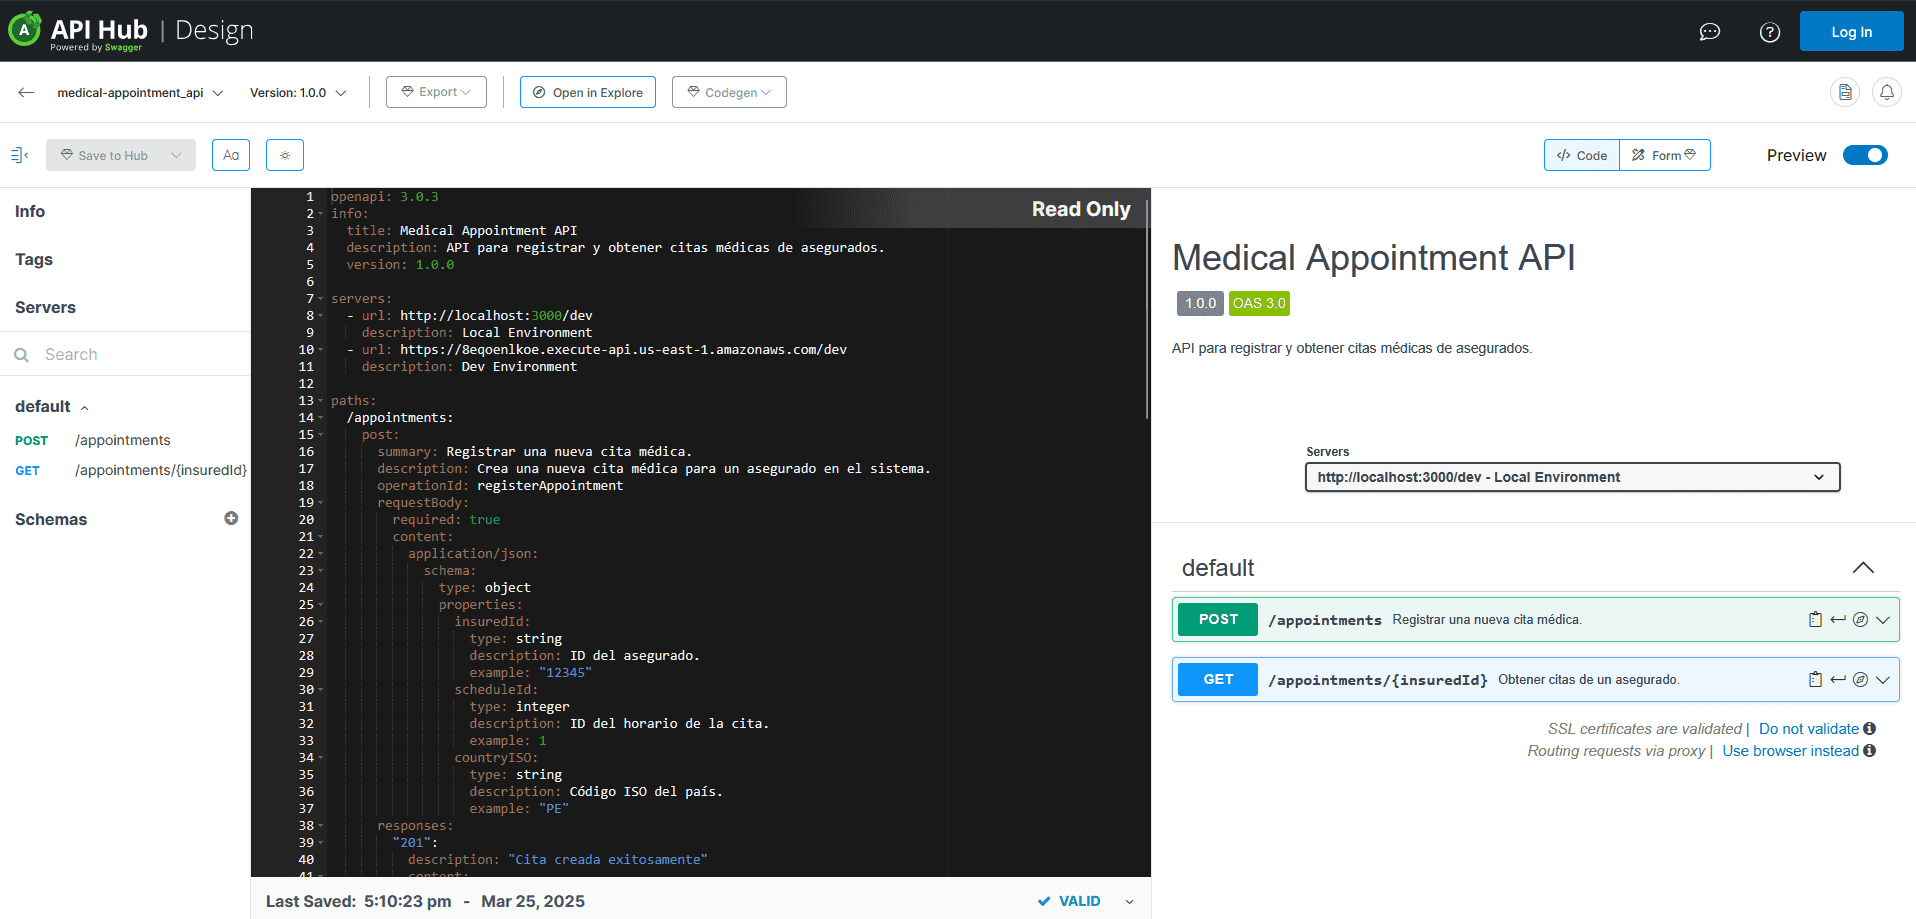 API Hub | Design
Powered by Swagger
Log In
medical-appointment_api
Version: 1.0.0
Export
Open in Explore
Codegen
Save to Hub
Aa
</> Code
Form
Preview
Info
Tags
Servers
Search
default
POST /appointments
GET /appointments/{insuredId}
Schemas
Read Only
1 openapi: 3.0.3
2 info:
3 title: Medical Appointment API
4 description: API para registrar y obtener citas médicas de asegurados.
5 version: 1.0.0
6
7 servers:
8 - url: http://localhost:3000/dev
9 description: Local Environment
10 - url: https://8eqoenlkoe.execute-api.us-east-1.amazonaws.com/dev
11 description: Dev Environment
12
13 paths:
14 /appointments:
15 post:
16 summary: Registrar una nueva cita médica.
17 description: Crea una nueva cita médica para un asegurado en el sistema.
18 operationId: registerAppointment
19 requestBody:
20 required: true
21 content:
22 application/json:
23 schema:
24 type: object
25 properties:
26 insuredId:
27 type: string
28 description: ID del asegurado.
29 example: "12345"
30 scheduleId:
31 type: integer
32 description: ID del horario de la cita.
33 example: 1
34 countryISO:
35 type: string
36 description: Código ISO del país.
37 example: "PE"
38 responses:
39 "201":
40 description: "Cita creada exitosamente"
41 content:
Last Saved: 5:10:23 pm - Mar 25, 2025
VALID
Medical Appointment API
1.0.0 OAS 3.0
API para registrar y obtener citas médicas de asegurados.
Servers
http://localhost:3000/dev - Local Environment
default
POST /appointments Registrar una nueva cita médica.
GET /appointments/{insuredId} Obtener citas de un asegurado.
SSL certificates are validated | Do not validate
Routing requests via proxy | Use browser instead